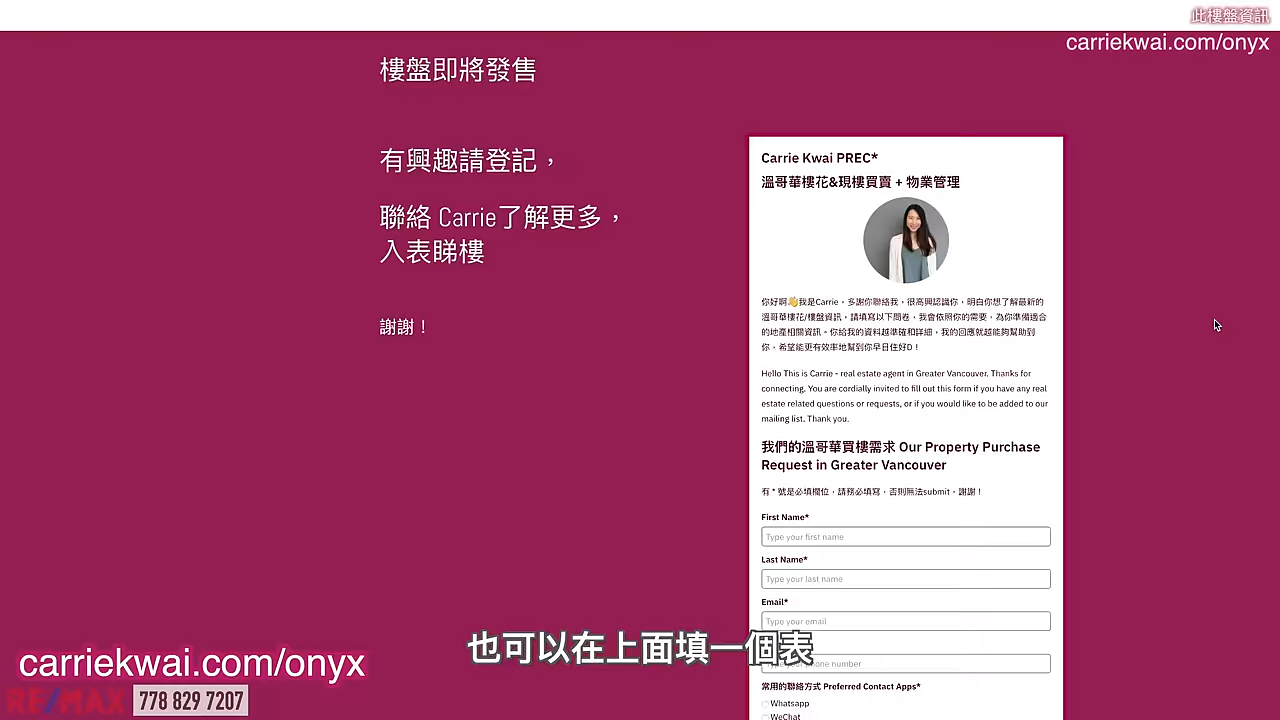 此樓盤資訊
carriekwai.com/onyx
樓盤即將發售
有興趣請登記，
聯絡 Carrie了解更多，
入表睇樓
謝謝！
Carrie Kwai PREC*
溫哥華樓花&現樓買賣 + 物業管理
你好啊👋我是Carrie，多謝你聯絡我，很高興認識你，明白你想了解最新的
溫哥華樓花/樓盤資訊，請填寫以下問卷，我會依照你的需要，為你準備適合
的地產相關資訊。你給我的資料越準確和詳細，我的回應就越能夠幫助到
你，希望能更有效率地幫到你早日住好D！
Hello This is Carrie - real estate agent in Greater Vancouver. Thanks for
connecting. You are cordially invited to fill out this form if you have any real
estate related questions or requests, or if you would like to be added to our
mailing list. Thank you.
我們的溫哥華買樓需求 Our Property Purchase
Request in Greater Vancouver
有 * 號是必填欄位，請務必填寫，否則無法submit。謝謝！
First Name*
Type your first name
Last Name*
Type your last name
Email*
Type your email
也可以在上面填一個表
Type your phone number
常用的聯絡方式 Preferred Contact Apps*
Whatsapp
WeChat
carriekwai.com/onyx
RE/MAX 778 829 7207